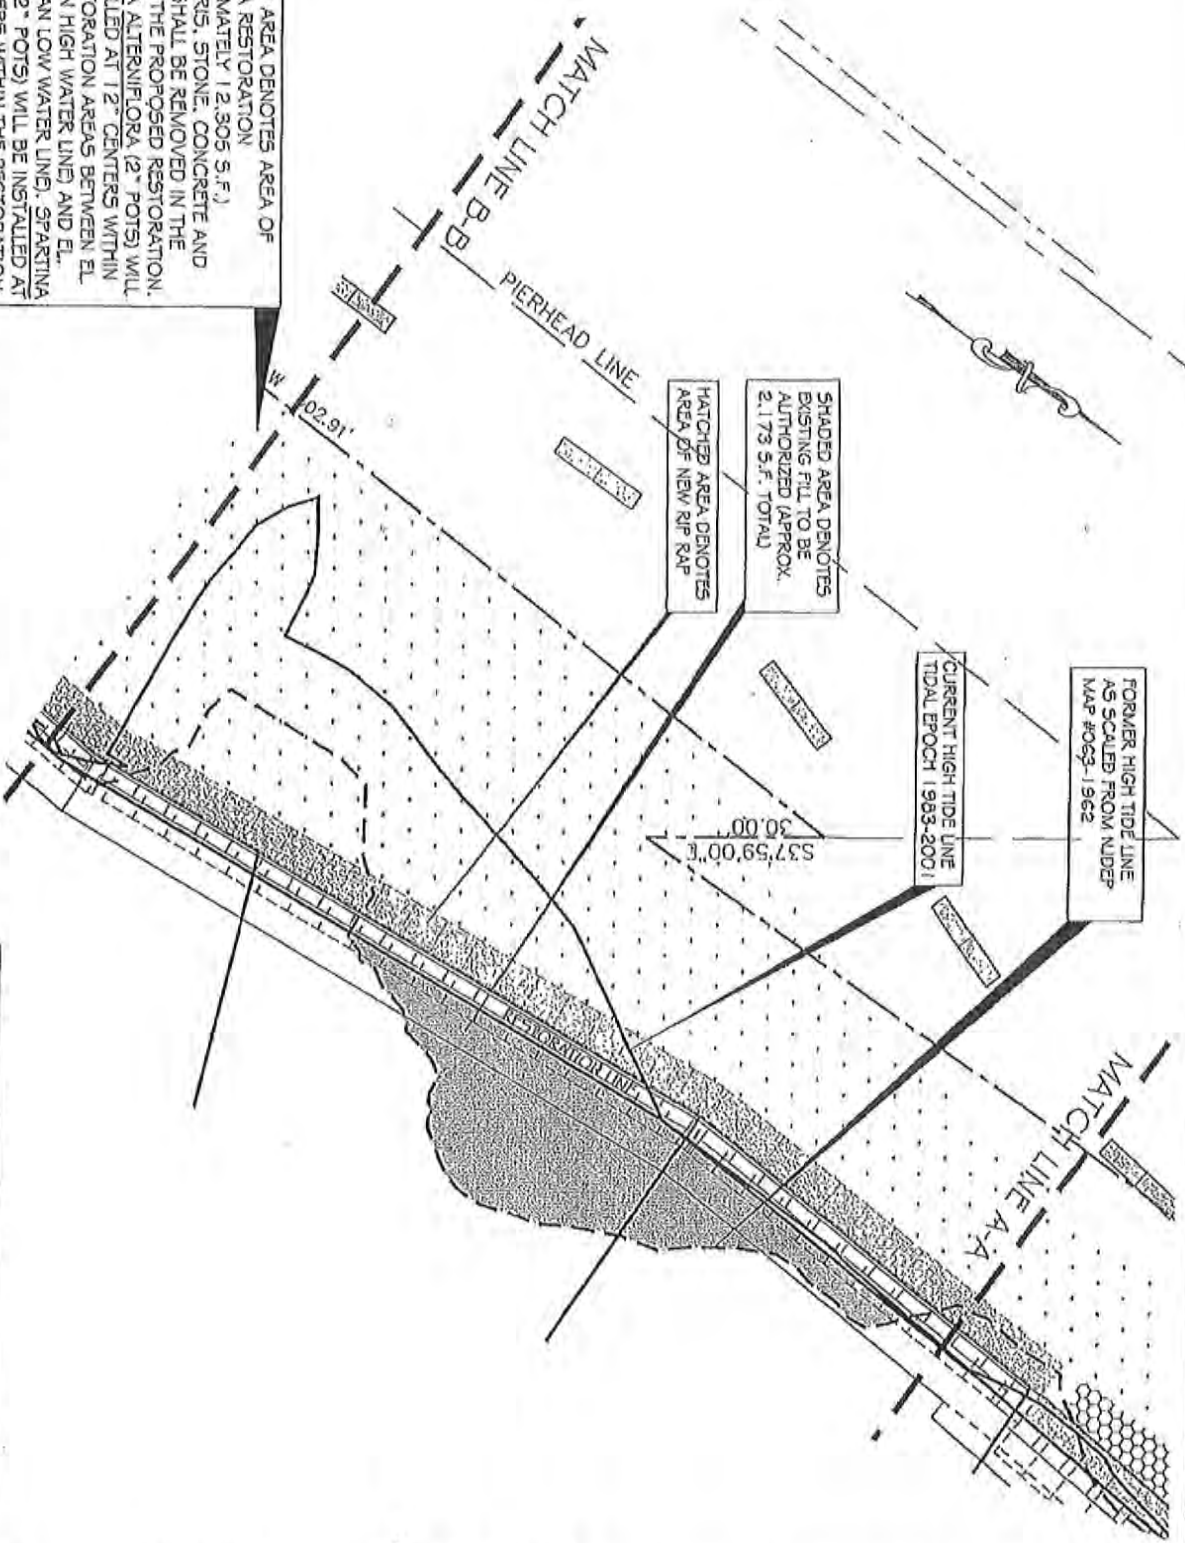 AREA DENOTES AREA OF
RESTORATION
12,305 S.F.)
STONE, CONCRETE AND
SHALL BE REMOVED IN THE
THE PROPOSED RESTORATION.
ALTERNIFLORA (2" POTS) WILL
AT 12" CENTERS WITHIN
AREAS BETWEEN EL
HIGH WATER LINE) AND EL.
LOW WATER LINE). SPARTINA
2" POTS) WILL BE INSTALLED AT
WITHIN THE RESTORATION
MATCH LINE B-B
PIERHEAD LINE
W
02.91'
HATCHED AREA DENOTES
AREA OF NEW RIP RAP
SHADED AREA DENOTES
EXISTING FILL TO BE
AUTHORIZED (APPROX.
2,173 S.F. TOTAL)
CURRENT HIGH TIDE LINE
TIDAL EPOCH 1983-2001
FORMER HIGH TIDE LINE
AS SCALED FROM NJDEP
MAP #063-1962
S37°59'00"E
30.00'
RESTORATION LINE
MATCH LINE A-A